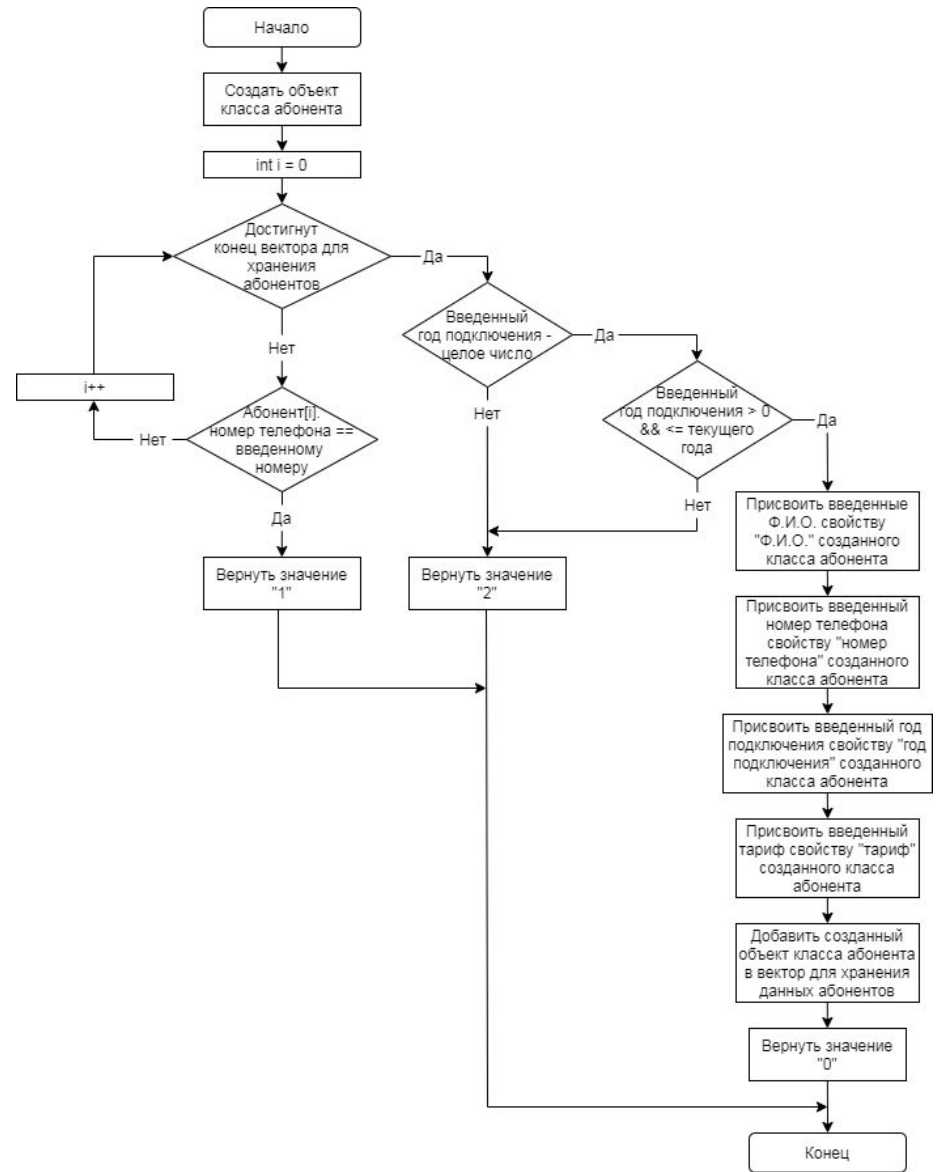 Начало
Создать объект
класса абонента
int i = 0
Достигнут
конец вектора для
хранения
абонентов
Да
Введенный
год подключения -
целое число
Да
Нет
i++
Абонент[i].
номер телефона ==
введенному
номеру
Нет
Нет
Введенный
год подключения > 0
&& <= текущего
года
Да
Нет
Да
Вернуть значение
"1"
Вернуть значение
"2"
Присвоить введенные
Ф.И.О. свойству
"Ф.И.О." созданного
класса абонента
Присвоить введенный
номер телефона
свойству "номер
телефона" созданного
класса абонента
Присвоить введенный год
подключения свойству "год
подключения" созданного
класса абонента
Присвоить введенный
тариф свойству "тариф"
созданного класса
абонента
Добавить созданный
объект класса абонента
в вектор для хранения
данных абонентов
Вернуть значение
"0"
Конец